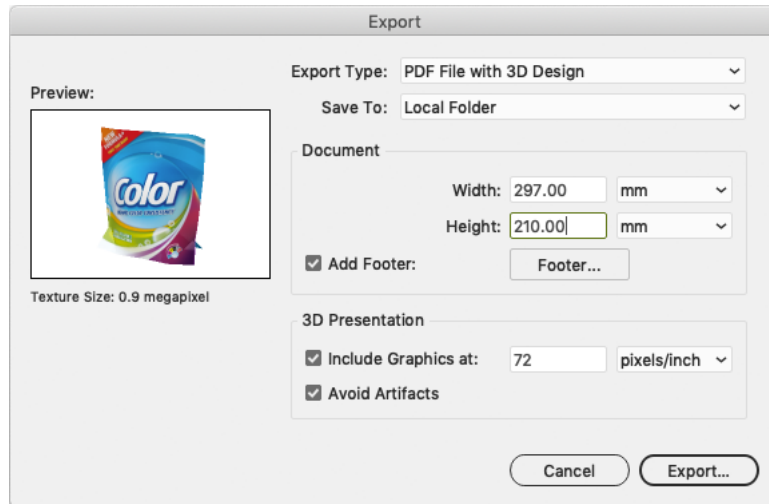 Export
Export Type: PDF File with 3D Design
Preview:
Save To: Local Folder
NEW
Color
Document
Width: 297.00 mm
Height: 210.00 mm
Add Footer: Footer...
Texture Size: 0.9 megapixel
3D Presentation
Include Graphics at: 72 pixels/inch
Avoid Artifacts
Cancel Export...